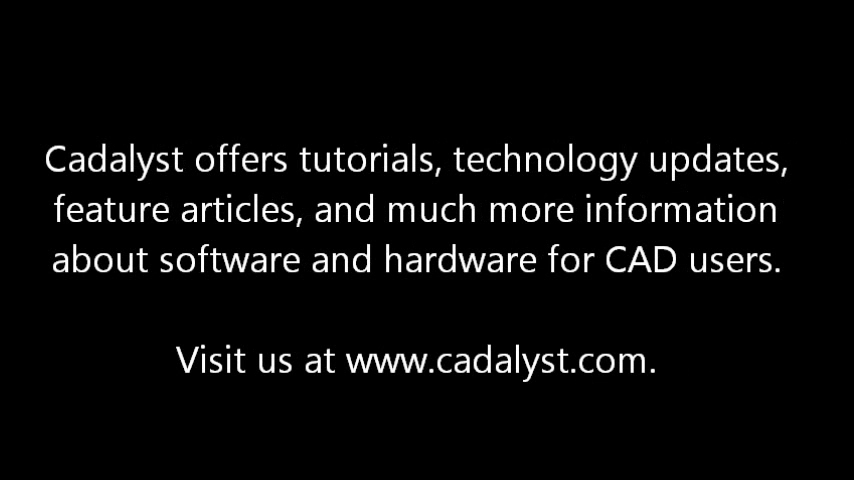 Cadalyst offers tutorials, technology updates,
feature articles, and much more information
about software and hardware for CAD users.
Visit us at www.cadalyst.com.